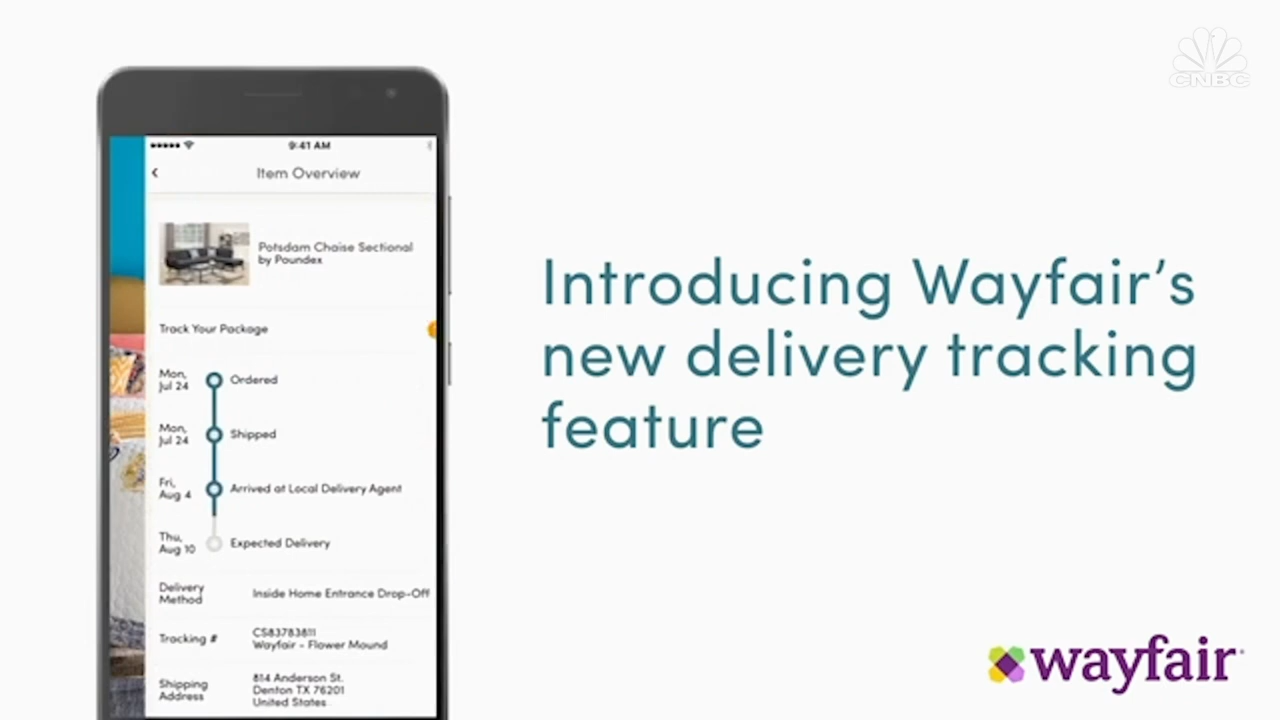 CNBC
9:41 AM
Item Overview
Potsdam Chaise Sectional
by Poundex
Track Your Package
Mon,
Jul 24
Ordered
Mon,
Jul 24
Shipped
Fri,
Aug 4
Arrived at Local Delivery Agent
Thu,
Aug 10
Expected Delivery
Delivery
Method
Inside Home Entrance Drop-Off
Tracking #
CS83783811
Wayfair - Flower Mound
Shipping
Address
814 Anderson St.
Denton TX 76201
United States
Introducing Wayfair’s
new delivery tracking
feature
wayfair